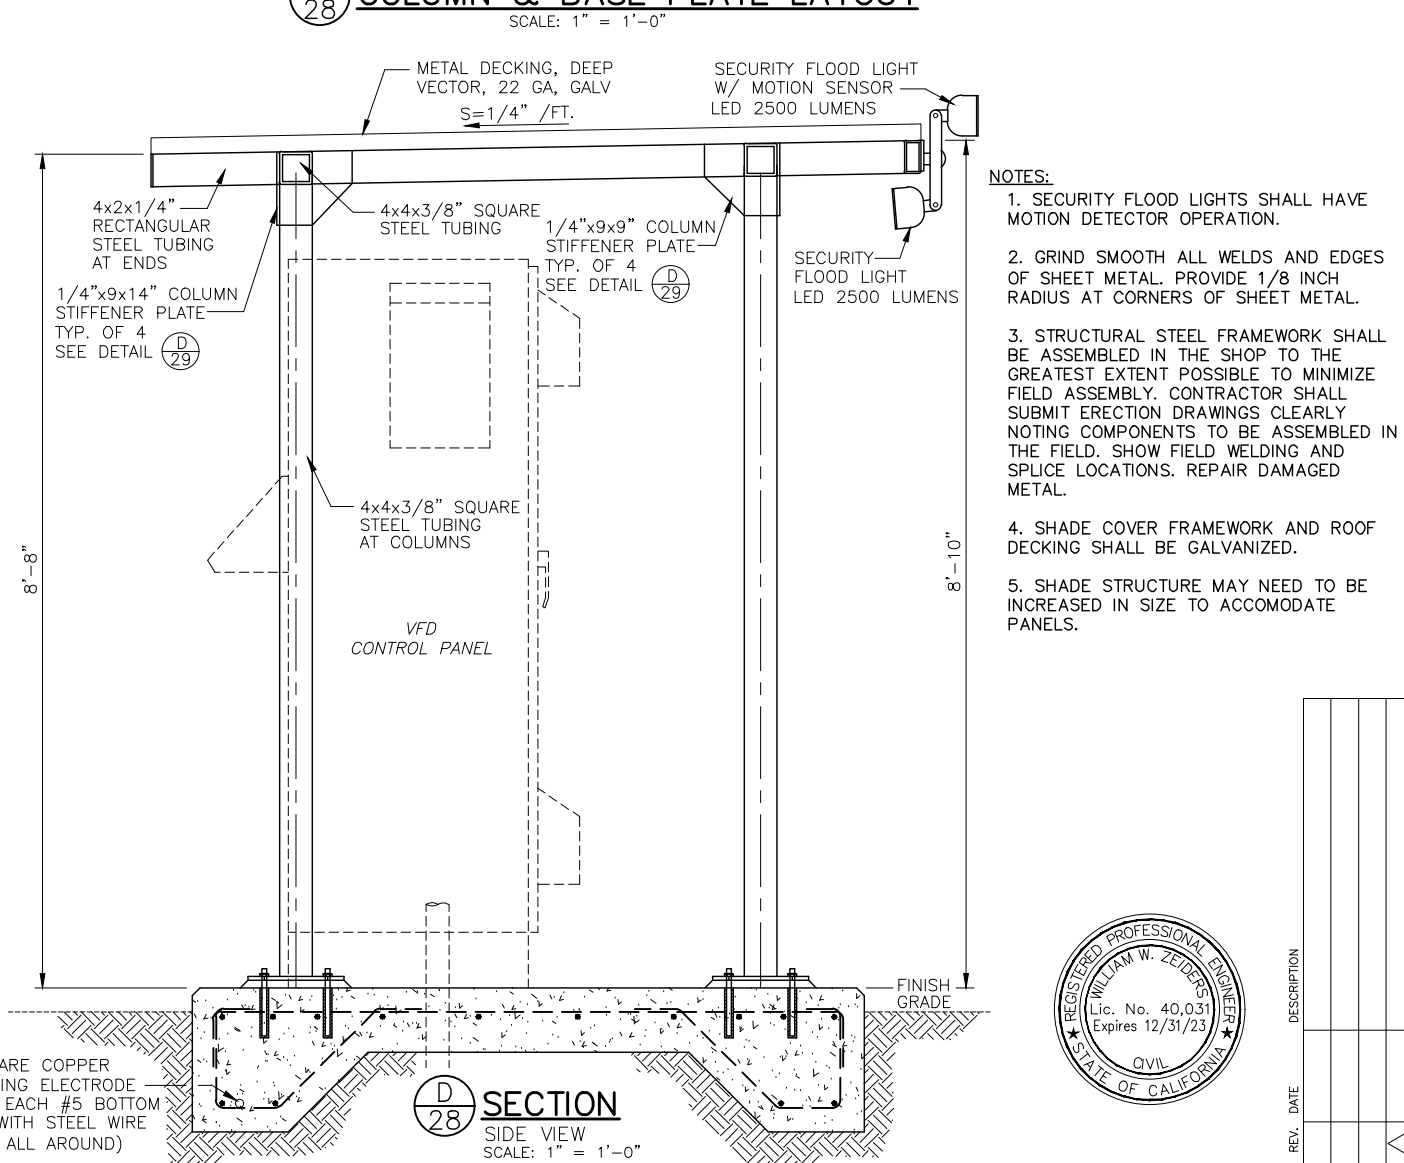 28
COLUMN & BASE PLATE LAYOUT
SCALE: 1" = 1'-0"
METAL DECKING, DEEP
VECTOR, 22 GA, GALV
S=1/4" /FT.
SECURITY FLOOD LIGHT
W/ MOTION SENSOR
LED 2500 LUMENS
4x2x1/4"
RECTANGULAR
STEEL TUBING
AT ENDS
4x4x3/8" SQUARE
STEEL TUBING
1/4"x9x9" COLUMN
STIFFENER PLATE
TYP. OF 4
SEE DETAIL D
29
SECURITY
FLOOD LIGHT
LED 2500 LUMENS
1/4"x9x14" COLUMN
STIFFENER PLATE
TYP. OF 4
SEE DETAIL D
29
4x4x3/8" SQUARE
STEEL TUBING
AT COLUMNS
8'-8"
8'-10"
VFD
CONTROL PANEL
FINISH
GRADE
ARE COPPER
ING ELECTRODE
EACH #5 BOTTOM
WITH STEEL WIRE
ALL AROUND)
D
28
SECTION
SIDE VIEW
SCALE: 1" = 1'-0"
NOTES:
1. SECURITY FLOOD LIGHTS SHALL HAVE
MOTION DETECTOR OPERATION.
2. GRIND SMOOTH ALL WELDS AND EDGES
OF SHEET METAL. PROVIDE 1/8 INCH
RADIUS AT CORNERS OF SHEET METAL.
3. STRUCTURAL STEEL FRAMEWORK SHALL
BE ASSEMBLED IN THE SHOP TO THE
GREATEST EXTENT POSSIBLE TO MINIMIZE
FIELD ASSEMBLY. CONTRACTOR SHALL
SUBMIT ERECTION DRAWINGS CLEARLY
NOTING COMPONENTS TO BE ASSEMBLED IN
THE FIELD. SHOW FIELD WELDING AND
SPLICE LOCATIONS. REPAIR DAMAGED
METAL.
4. SHADE COVER FRAMEWORK AND ROOF
DECKING SHALL BE GALVANIZED.
5. SHADE STRUCTURE MAY NEED TO BE
INCREASED IN SIZE TO ACCOMODATE
PANELS.
REGISTERED PROFESSIONAL ENGINEER
WILLIAM W. ZEIDERS
Lic. No. 40,031
Expires 12/31/23
CIVIL
STATE OF CALIFORNIA
DESCRIPTION
DATE
REV.